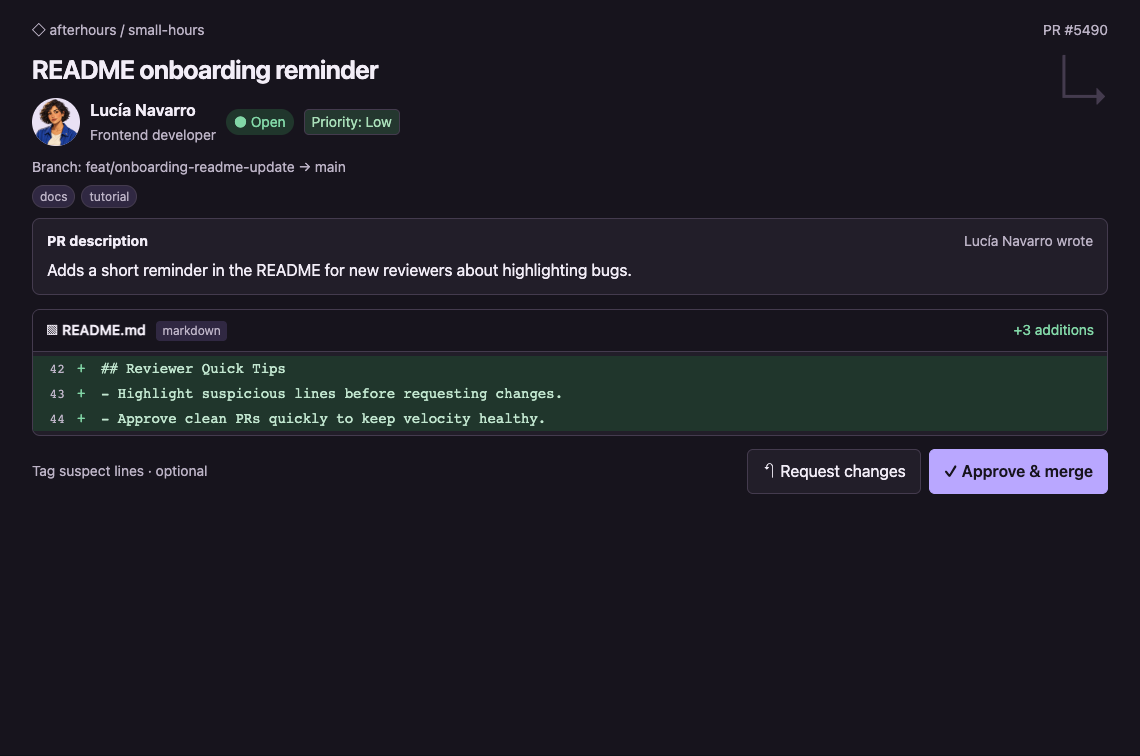 afterhours / small-hours
PR #5490
README onboarding reminder
Lucía Navarro
Frontend developer
Open
Priority: Low
Branch: feat/onboarding-readme-update → main
docs
tutorial
PR description
Lucía Navarro wrote
Adds a short reminder in the README for new reviewers about highlighting bugs.
README.md
markdown
+3 additions
42 + ## Reviewer Quick Tips
43 + - Highlight suspicious lines before requesting changes.
44 + - Approve clean PRs quickly to keep velocity healthy.
Tag suspect lines · optional
Request changes
✓ Approve & merge